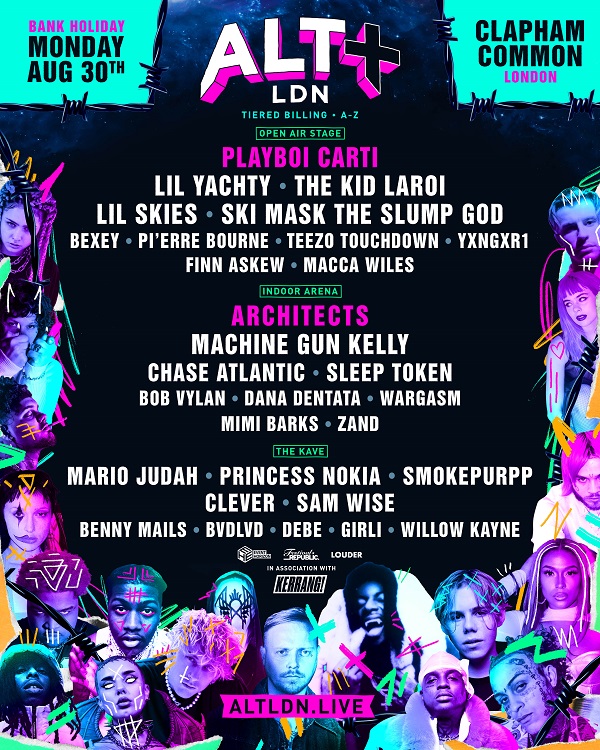 BANK HOLIDAY
MONDAY
AUG 30TH
ALT+
LDN
CLAPHAM
COMMON
LONDON
TIERED BILLING • A-Z
OPEN AIR STAGE
PLAYBOI CARTI
LIL YACHTY • THE KID LAROI
LIL SKIES • SKI MASK THE SLUMP GOD
BEXEY • PI'ERRE BOURNE • TEEZO TOUCHDOWN • YXNGXR1
FINN ASKEW • MACCA WILES
INDOOR ARENA
ARCHITECTS
MACHINE GUN KELLY
CHASE ATLANTIC • SLEEP TOKEN
BOB VYLAN • DANA DENTATA • WARGASM
MIMI BARKS • ZAND
THE KAVE
MARIO JUDAH • PRINCESS NOKIA • SMOKEPURPP
CLEVER • SAM WISE
BENNY MAILS • BVDLVD • DEBE • GIRLI • WILLOW KAYNE
EVENT HORIZON Festival REPUBLIC. LOUDER
IN ASSOCIATION WITH
KERRANG!
ALTLDN.LIVE